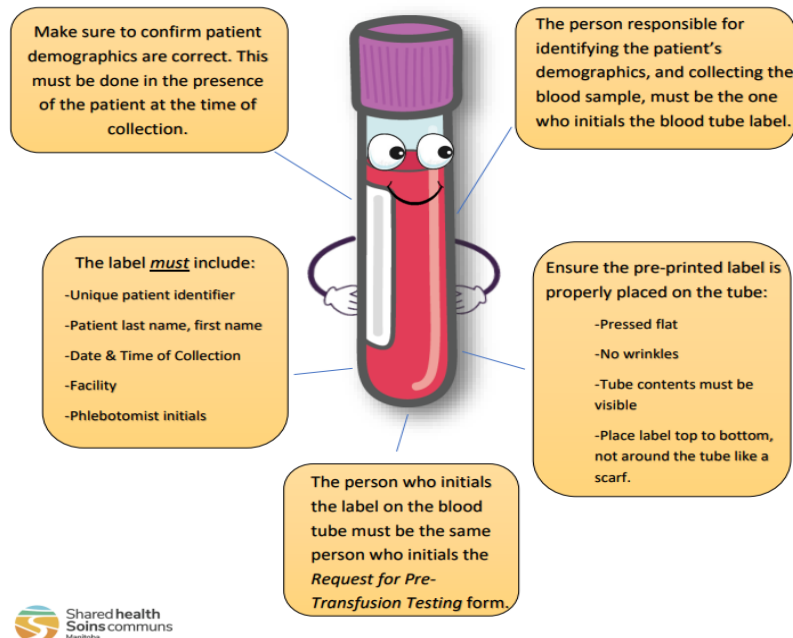 Make sure to confirm patient
demographics are correct. This
must be done in the presence
of the patient at the time of
collection.
The person responsible for
identifying the patient's
demographics, and collecting the
blood sample, must be the one
who initials the blood tube label.
The label must include:
-Unique patient identifier
-Patient last name, first name
-Date & Time of Collection
-Facility
-Phlebotomist initials
Ensure the pre-printed label is
properly placed on the tube:
-Pressed flat
-No wrinkles
-Tube contents must be
visible
-Place label top to bottom,
not around the tube like a
scarf.
The person who initials
the label on the blood
tube must be the same
person who initials the
Request for Pre-
Transfusion Testing form.
Shared health
Soins communs
Manitoba